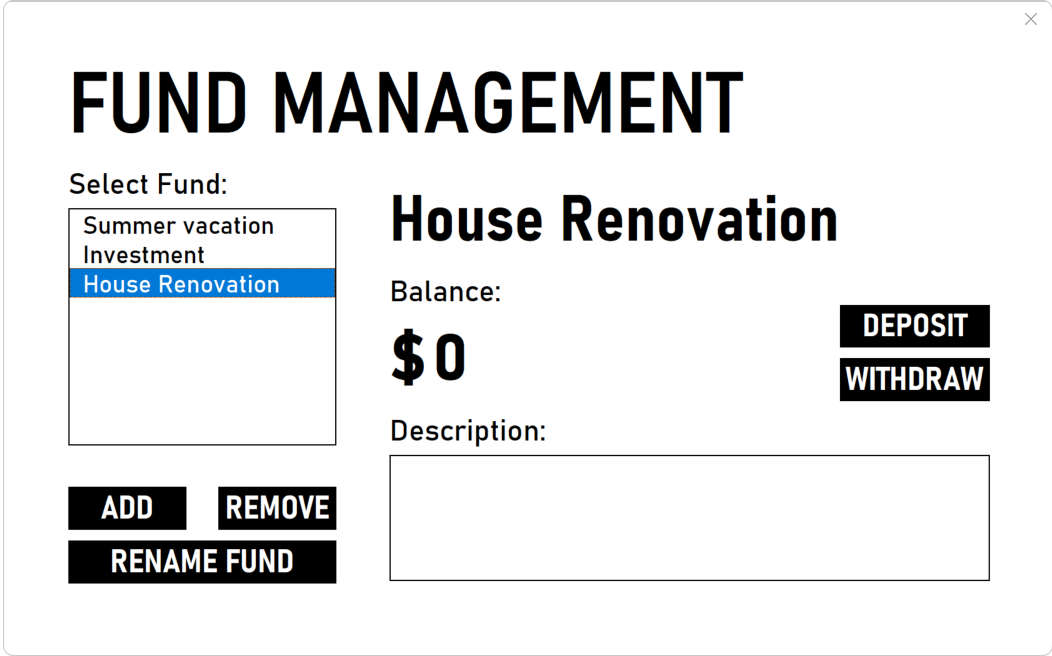 FUND MANAGEMENT
Select Fund:
Summer vacation
Investment
House Renovation
ADD
REMOVE
RENAME FUND
House Renovation
Balance:
$0
DEPOSIT
WITHDRAW
Description: